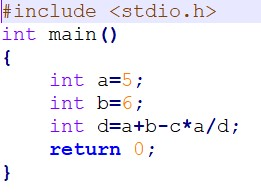 #include <stdio.h>
int main()
{
    int a=5;
    int b=6;
    int d=a+b-c*a/d;
    return 0;
}